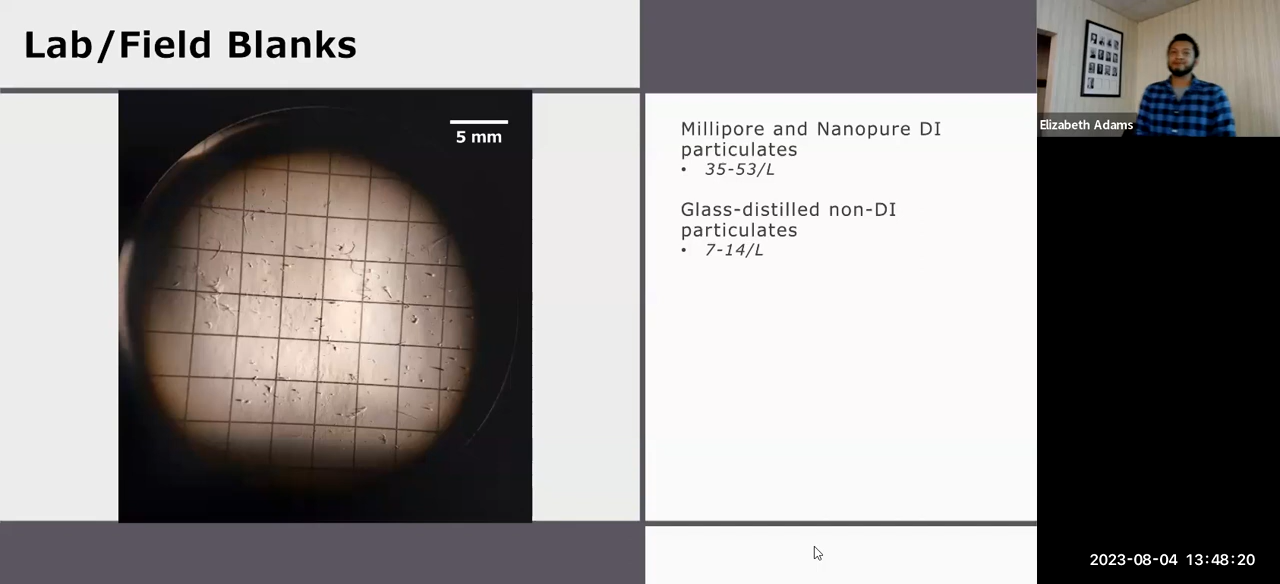 Lab/Field Blanks
5 mm
Millipore and Nanopure DI
particulates
• 35-53/L
Glass-distilled non-DI
particulates
• 7-14/L
Elizabeth Adams
2023-08-04 13:48:20